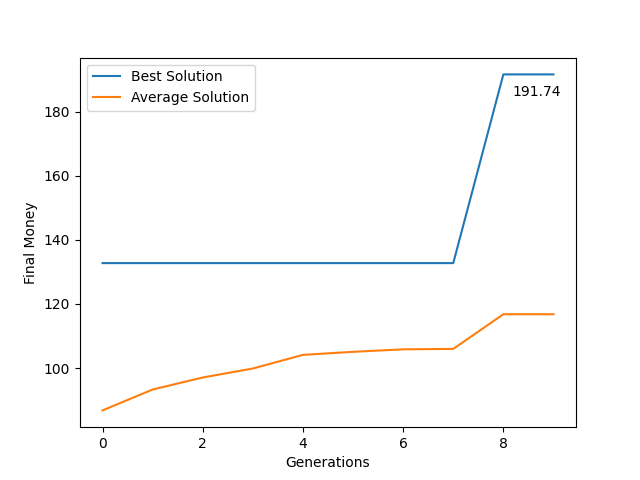 Best Solution
Average Solution
191.74
180
160
140
120
100
Final Money
0 2 4 6 8
Generations